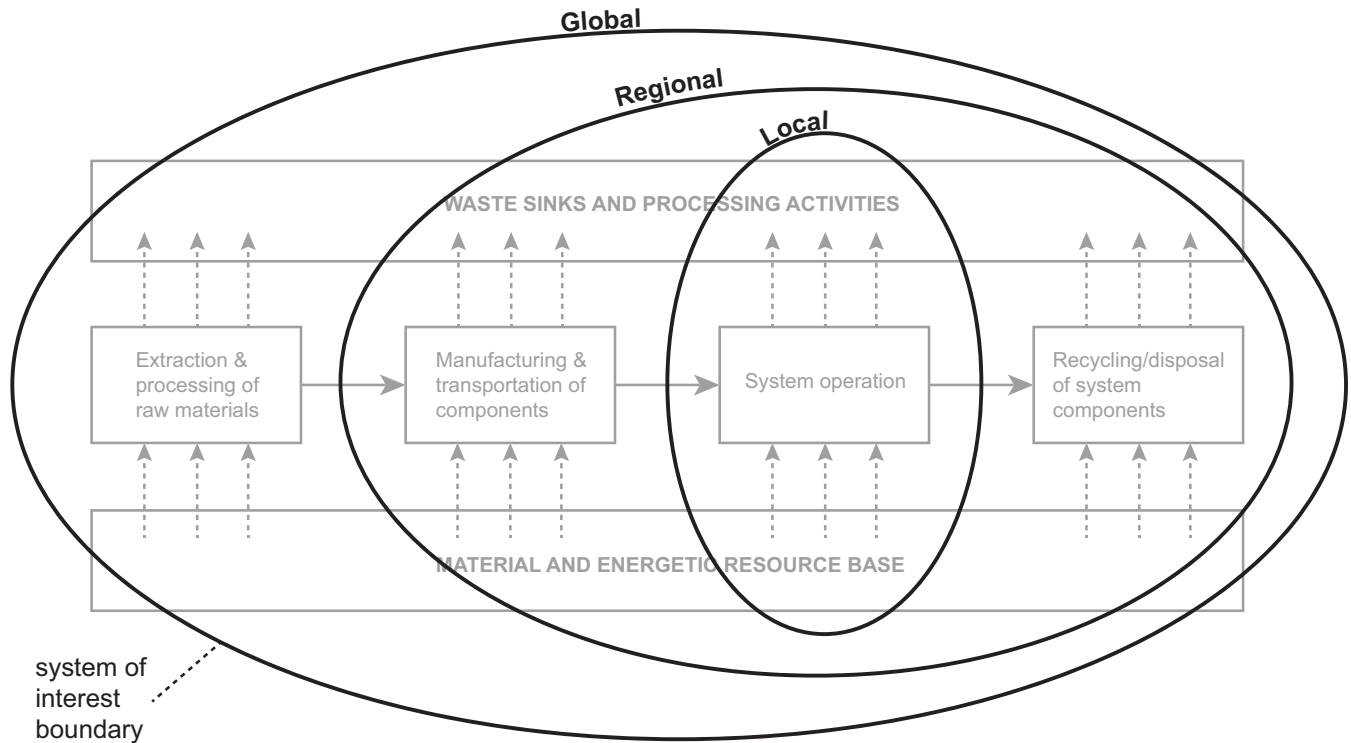 Global
Regional
Local
WASTE SINKS AND PROCESSING ACTIVITIES
Extraction &
processing of
raw materials
Manufacturing &
transportation of
components
System operation
Recycling/disposal
of system
components
MATERIAL AND ENERGETIC RESOURCE BASE
system of
interest
boundary